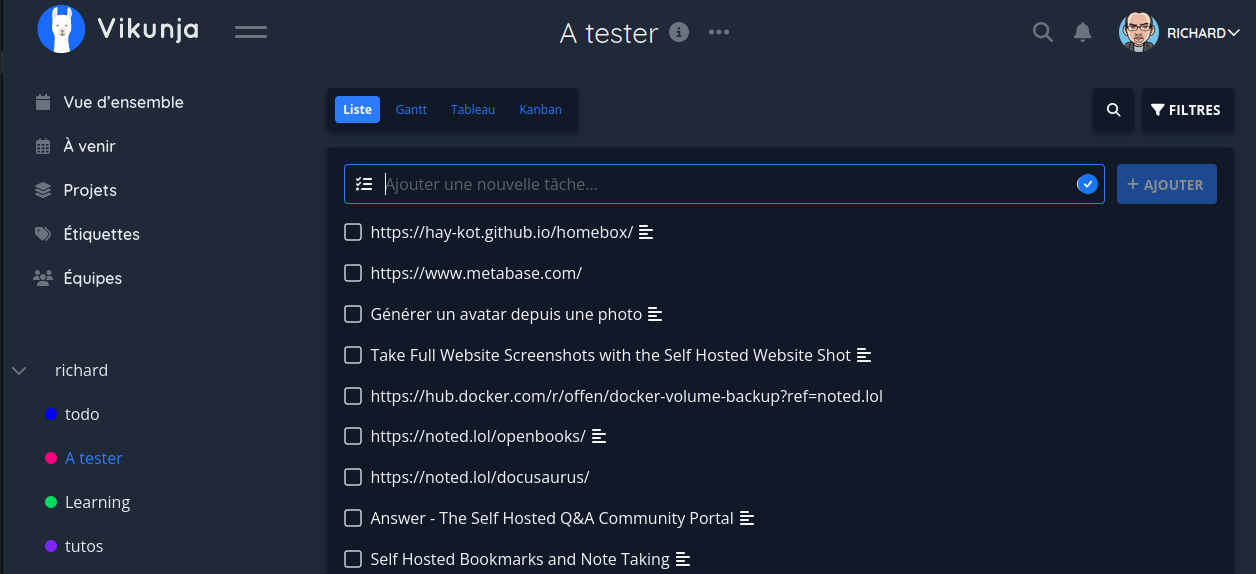 Vikunja
A tester
RICHARD
Vue d’ensemble
À venir
Projets
Étiquettes
Équipes
richard
todo
A tester
Learning
tutos
Liste Gantt Tableau Kanban
FILTRES
Ajouter une nouvelle tâche...
+ AJOUTER
https://hay-kot.github.io/homebox/
https://www.metabase.com/
Générer un avatar depuis une photo
Take Full Website Screenshots with the Self Hosted Website Shot
https://hub.docker.com/r/offen/docker-volume-backup?ref=noted.lol
https://noted.lol/openbooks/
https://noted.lol/docusaurus/
Answer - The Self Hosted Q&A Community Portal
Self Hosted Bookmarks and Note Taking